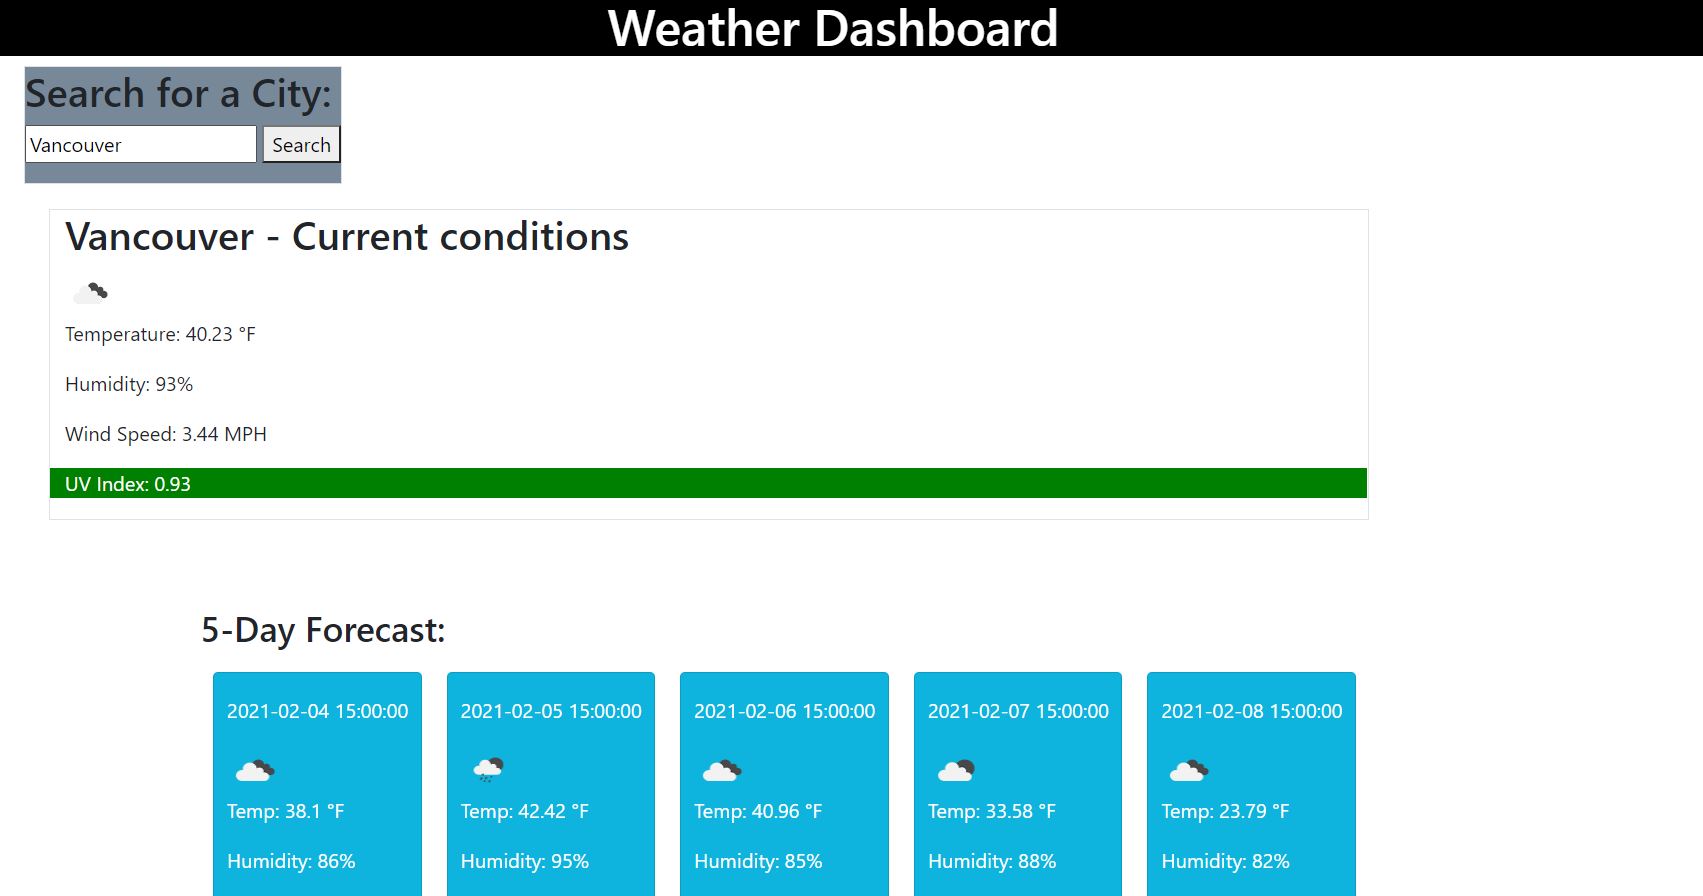 Weather Dashboard
Search for a City:
Vancouver Search
Vancouver - Current conditions
Temperature: 40.23 °F
Humidity: 93%
Wind Speed: 3.44 MPH
UV Index: 0.93
5-Day Forecast:
2021-02-04 15:00:00
Temp: 38.1 °F
Humidity: 86%
2021-02-05 15:00:00
Temp: 42.42 °F
Humidity: 95%
2021-02-06 15:00:00
Temp: 40.96 °F
Humidity: 85%
2021-02-07 15:00:00
Temp: 33.58 °F
Humidity: 88%
2021-02-08 15:00:00
Temp: 23.79 °F
Humidity: 82%